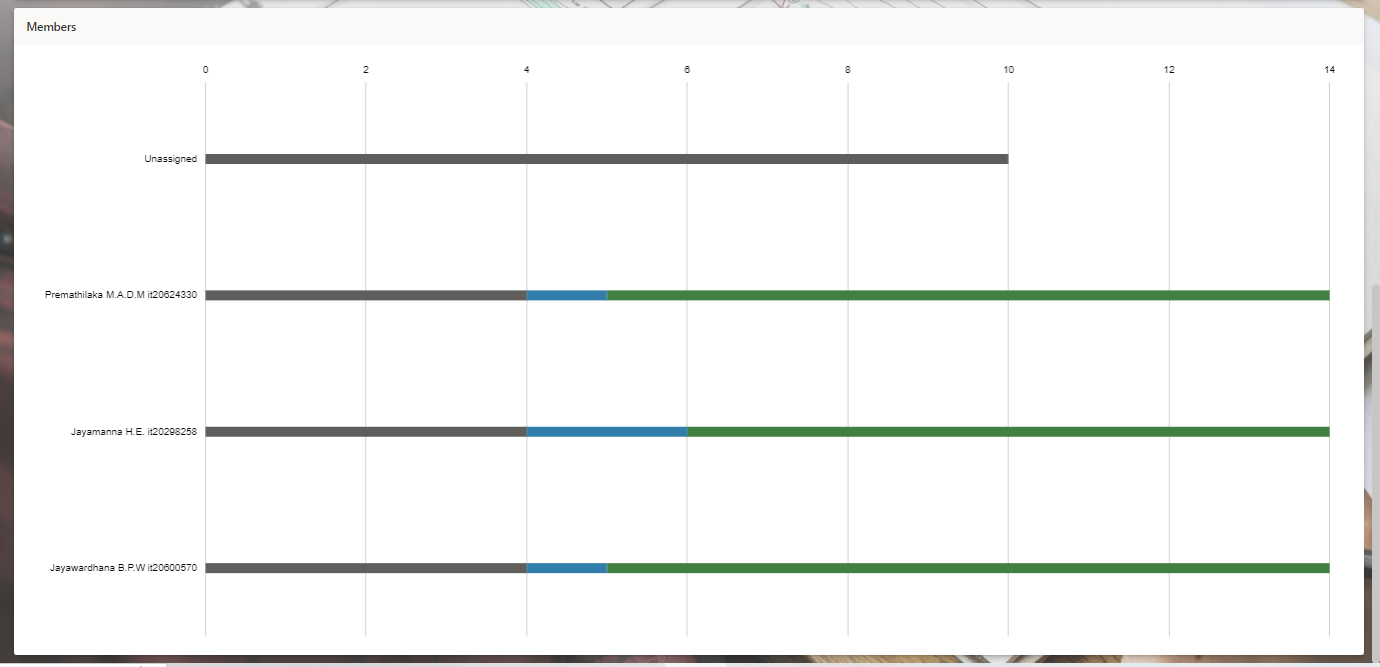 Members
0 2 4 6 8 10 12 14
Unassigned
Premathilaka M.A.D.M it20624330
Jayamanna H.E. it20298258
Jayawardhana B.P.W it20600570